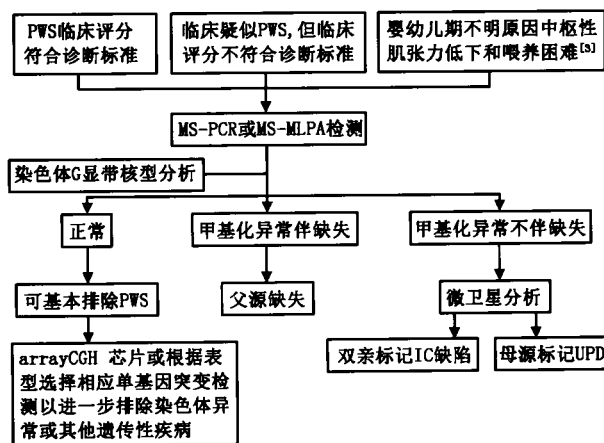 PWS临床评分
符合诊断标准
临床疑似PWS,但临床
评分不符合诊断标准
婴幼儿期不明原因中枢性
肌张力低下和喂养困难[3]
MS-PCR或MS-MLPA检测
染色体G显带核型分析
正常
甲基化异常伴缺失
甲基化异常不伴缺失
可基本排除PWS
父源缺失
微卫星分析
双亲标记IC缺陷
母源标记UPD
arrayCGH 芯片或根据表
型选择相应单基因突变检
测以进一步排除染色体异
常或其他遗传性疾病